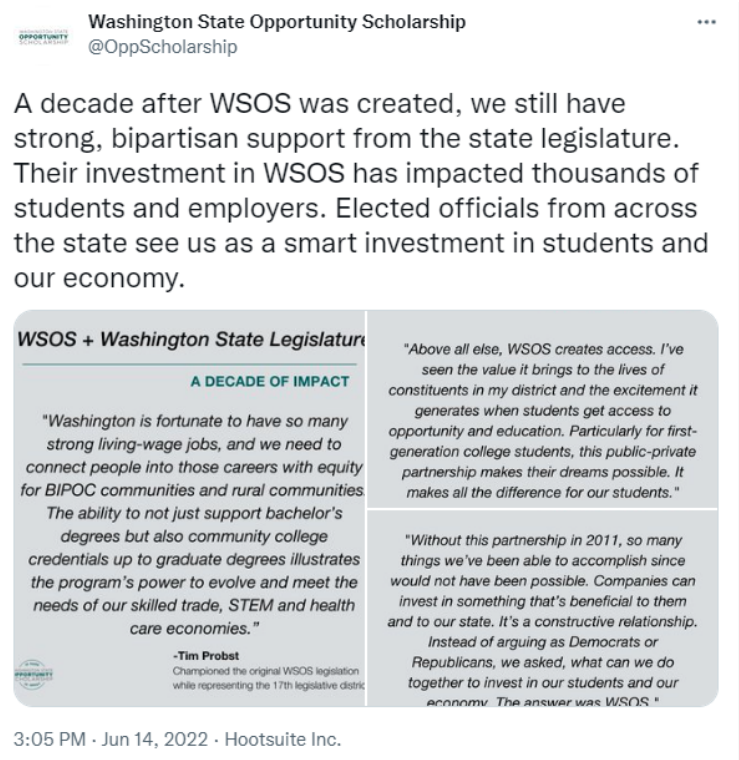 WASHINGTON STATE
OPPORTUNITY
SCHOLARSHIP
Washington State Opportunity Scholarship
@OppScholarship
A decade after WSOS was created, we still have
strong, bipartisan support from the state legislature.
Their investment in WSOS has impacted thousands of
students and employers. Elected officials from across
the state see us as a smart investment in students and
our economy.
WSOS + Washington State Legislature
A DECADE OF IMPACT
"Washington is fortunate to have so many
strong living-wage jobs, and we need to
connect people into those careers with equity
for BIPOC communities and rural communities.
The ability to not just support bachelor's
degrees but also community college
credentials up to graduate degrees illustrates
the program's power to evolve and meet the
needs of our skilled trade, STEM and health
care economies."
-Tim Probst
Championed the original WSOS legislation
while representing the 17th legislative distric
"Above all else, WSOS creates access. I've
seen the value it brings to the lives of
constituents in my district and the excitement it
generates when students get access to
opportunity and education. Particularly for first-
generation college students, this public-private
partnership makes their dreams possible. It
makes all the difference for our students."
"Without this partnership in 2011, so many
things we've been able to accomplish since
would not have been possible. Companies can
invest in something that's beneficial to them
and to our state. It's a constructive relationship.
Instead of arguing as Democrats or
Republicans, we asked, what can we do
together to invest in our students and our
economy. The answer was WSOS."
3:05 PM · Jun 14, 2022 · Hootsuite Inc.